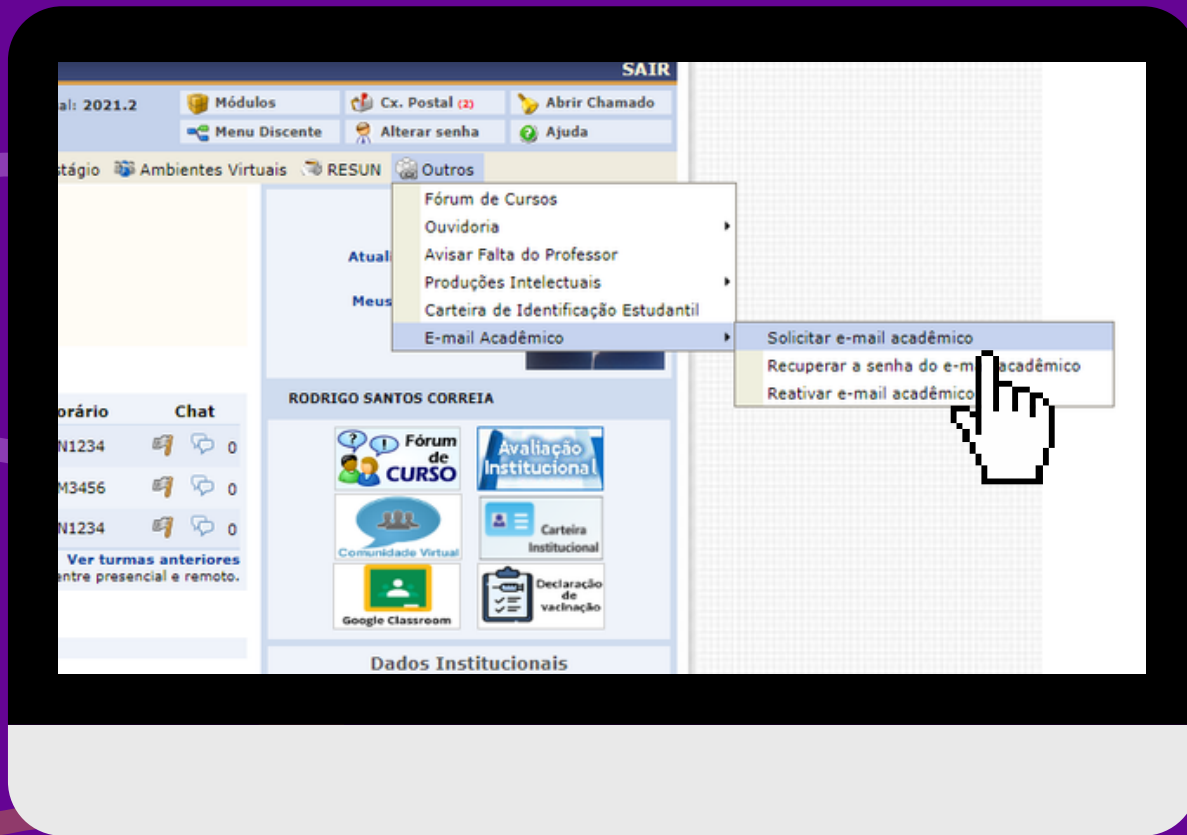 SAIR
al: 2021.2
Módulos
Cx. Postal (2)
Abrir Chamado
Menu Discente
Alterar senha
Ajuda
stágio
Ambientes Virtuais
RESUN
Outros
Fórum de Cursos
Ouvidoria
Atuali
Avisar Falta do Professor
Produções Intelectuais
Meus
Carteira de Identificação Estudantil
E-mail Acadêmico
Solicitar e-mail acadêmico
Recuperar a senha do e-m acadêmico
Reativar e-mail acadêmico
RODRIGO SANTOS CORREIA
orário
Chat
N1234
0
M3456
0
N1234
0
Ver turmas anteriores
entre presencial e remoto.
Fórum
de
CURSO
Avaliação
Institucional
Comunidade Virtual
Carteira
Institucional
Google Classroom
Declaração
de
vacinação
Dados Institucionais